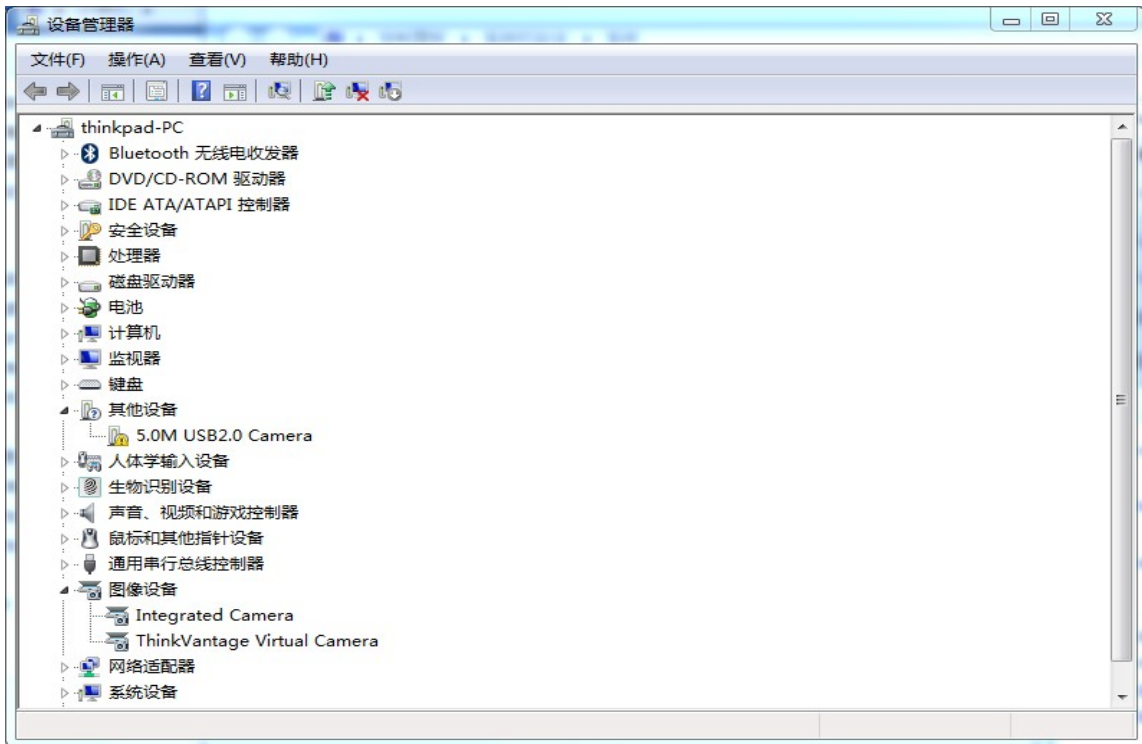 设备管理器
文件(F) 操作(A) 查看(V) 帮助(H)
thinkpad-PC
Bluetooth 无线电收发器
DVD/CD-ROM 驱动器
IDE ATA/ATAPI 控制器
安全设备
处理器
磁盘驱动器
电池
计算机
监视器
键盘
其他设备
5.0M USB2.0 Camera
人体学输入设备
生物识别设备
声音、视频和游戏控制器
鼠标和其他指针设备
通用串行总线控制器
图像设备
Integrated Camera
ThinkVantage Virtual Camera
网络适配器
系统设备